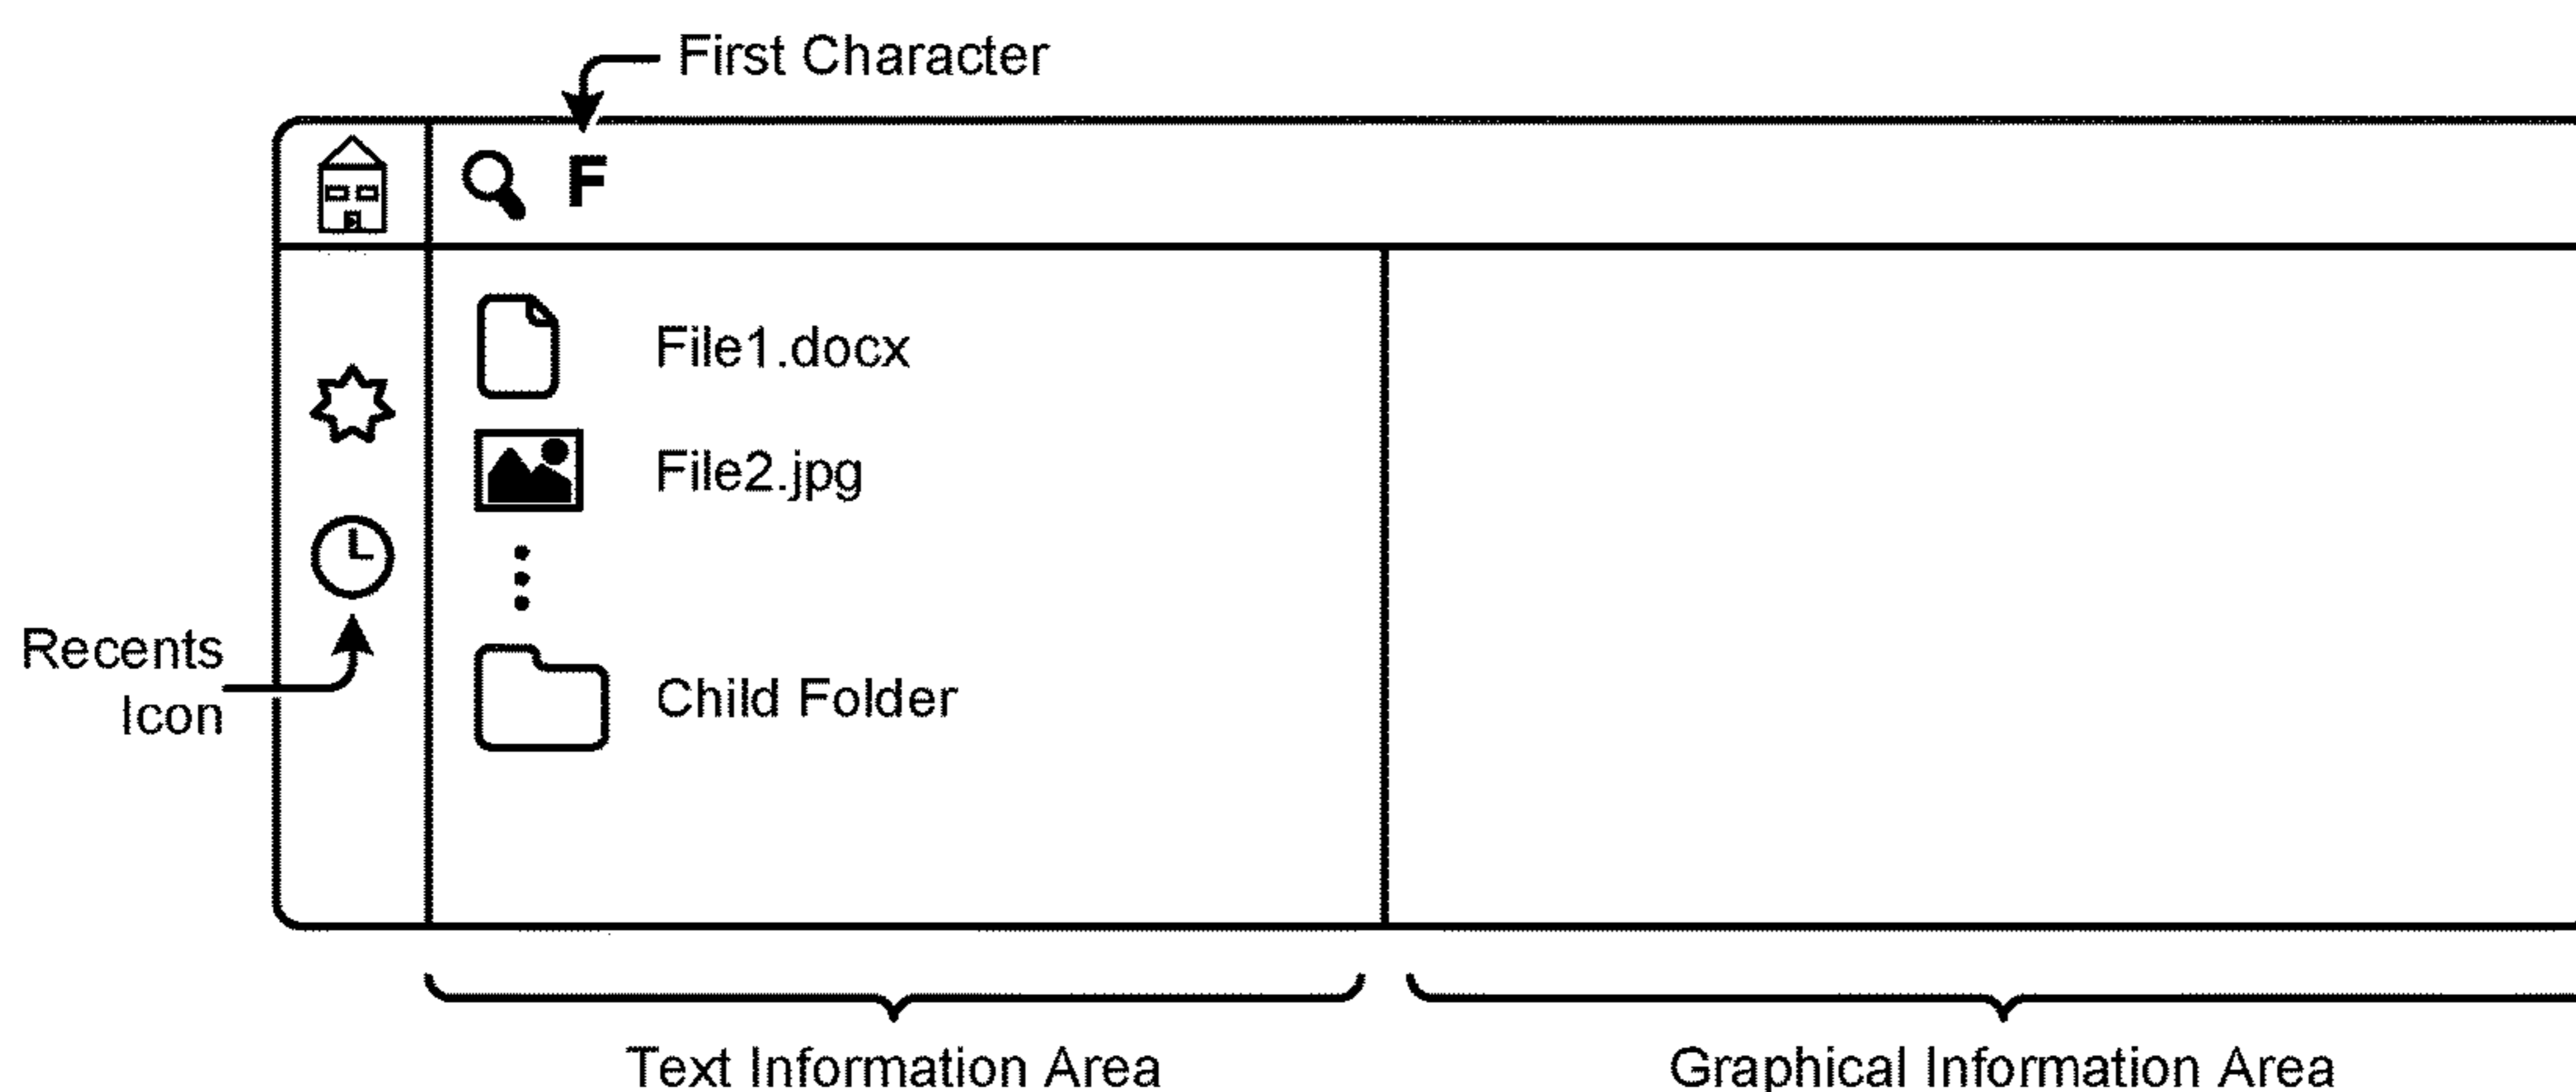 First Character
F
File1.docx
File2.jpg
Recents
Icon
Child Folder
Text Information Area
Graphical Information Area